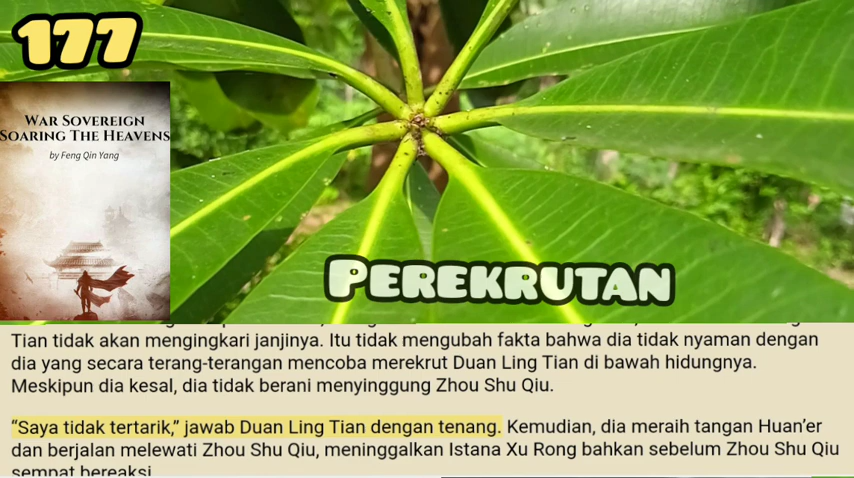 177
WAR SOVEREIGN
SOARING THE HEAVENS
by Feng Qin Yang
PEREKRUTAN
Tian tidak akan mengingkari janjinya. Itu tidak mengubah fakta bahwa dia tidak nyaman dengan
dia yang secara terang-terangan mencoba merekrut Duan Ling Tian di bawah hidungnya.
Meskipun dia kesal, dia tidak berani menyinggung Zhou Shu Qiu.
“Saya tidak tertarik,” jawab Duan Ling Tian dengan tenang. Kemudian, dia meraih tangan Huan’er
dan berjalan melewati Zhou Shu Qiu, meninggalkan Istana Xu Rong bahkan sebelum Zhou Shu Qiu
sempat bereaksi